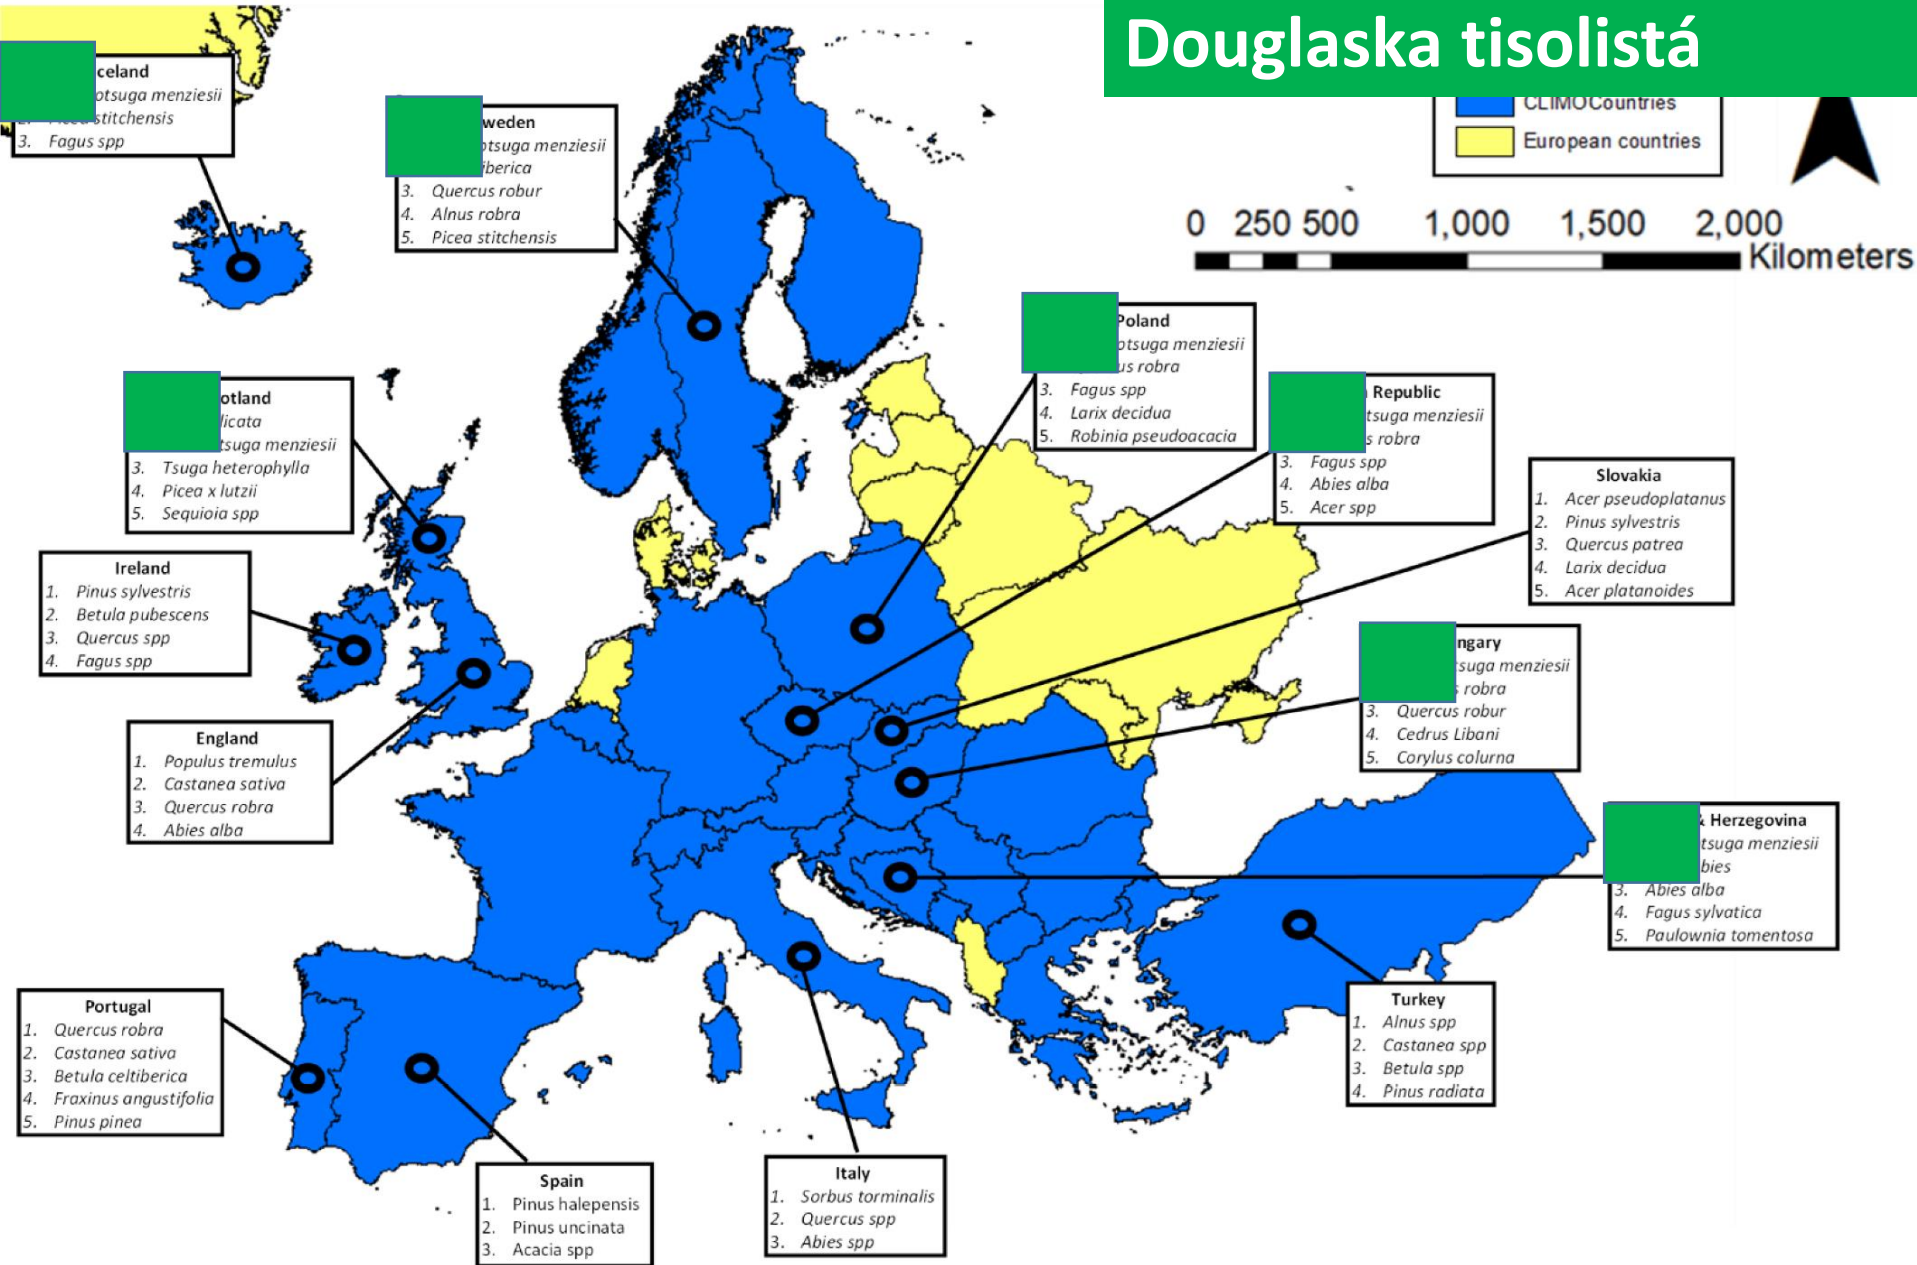 Douglaska tisolistá
CLIMOCountries
European countries
0 250 500 1,000 1,500 2,000
Kilometers
celand
otsuga menziesii
2. Picea stitchensis
3. Fagus spp
weden
otsuga menziesii
iberica
3. Quercus robur
4. Alnus robra
5. Picea stitchensis
Poland
otsuga menziesii
us robra
3. Fagus spp
4. Larix decidua
5. Robinia pseudoacacia
Republic
tsuga menziesii
s robra
3. Fagus spp
4. Abies alba
5. Acer spp
otland
licata
tsuga menziesii
3. Tsuga heterophylla
4. Picea x lutzii
5. Sequioia spp
Slovakia
1. Acer pseudoplatanus
2. Pinus sylvestris
3. Quercus patrea
4. Larix decidua
5. Acer platanoides
Ireland
1. Pinus sylvestris
2. Betula pubescens
3. Quercus spp
4. Fagus spp
ngary
suga menziesii
s robra
3. Quercus robur
4. Cedrus Libani
5. Corylus colurna
England
1. Populus tremulus
2. Castanea sativa
3. Quercus robra
4. Abies alba
& Herzegovina
tsuga menziesii
bies
3. Abies alba
4. Fagus sylvatica
5. Paulownia tomentosa
Portugal
1. Quercus robra
2. Castanea sativa
3. Betula celtiberica
4. Fraxinus angustifolia
5. Pinus pinea
Turkey
1. Alnus spp
2. Castanea spp
3. Betula spp
4. Pinus radiata
Spain
1. Pinus halepensis
2. Pinus uncinata
3. Acacia spp
Italy
1. Sorbus torminalis
2. Quercus spp
3. Abies spp